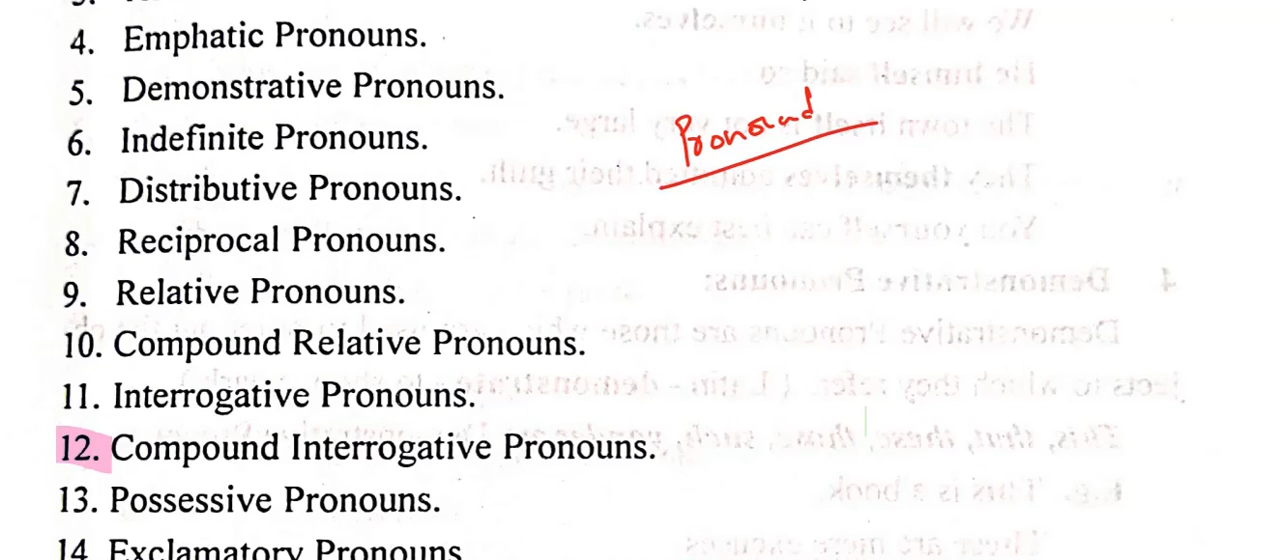 4. Emphatic Pronouns.
5. Demonstrative Pronouns.
Pronound
6. Indefinite Pronouns.
7. Distributive Pronouns.
8. Reciprocal Pronouns.
9. Relative Pronouns.
10. Compound Relative Pronouns.
11. Interrogative Pronouns.
12. Compound Interrogative Pronouns.
13. Possessive Pronouns.
14. Exclamatory Pronouns